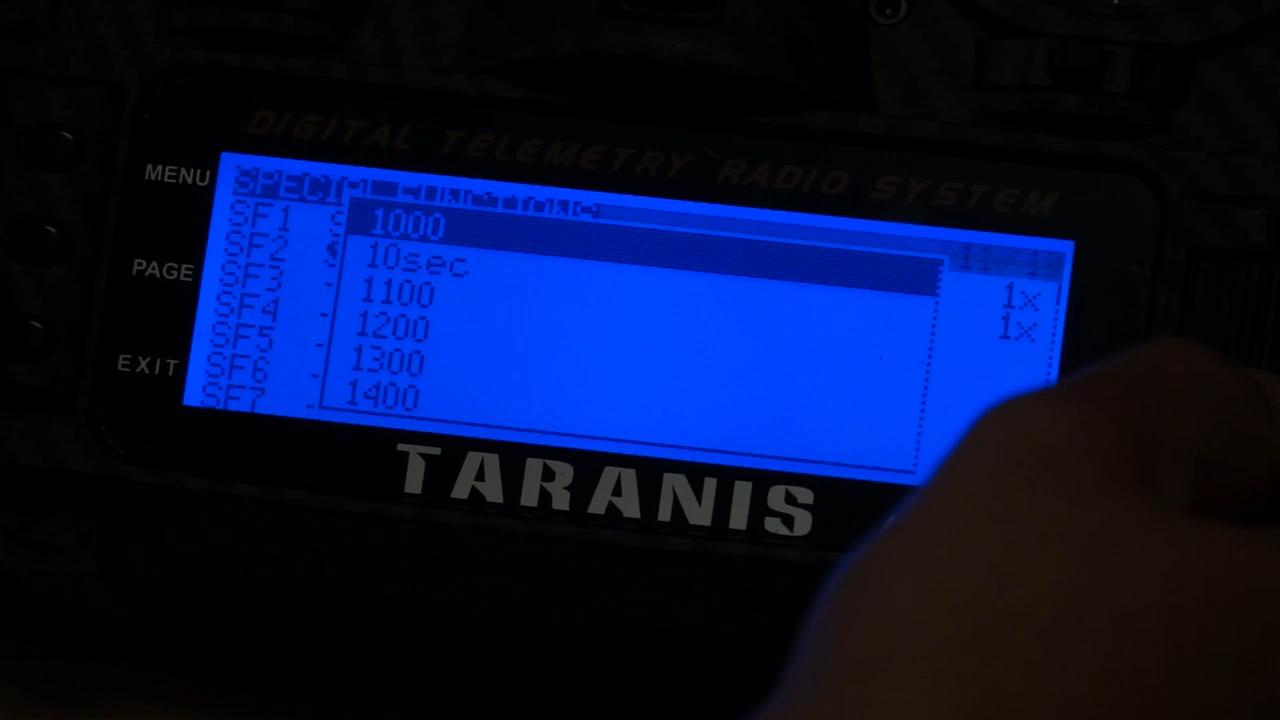 DIGITAL TELEMETRY RADIO SYSTEM
MENU
PAGE
EXIT
SF1
SF2
SF3 -
SF4 -
SF5 -
SF6 -
SF7 -
1000
10sec
1100
1200
1300
1400
1x
1x
TARANIS